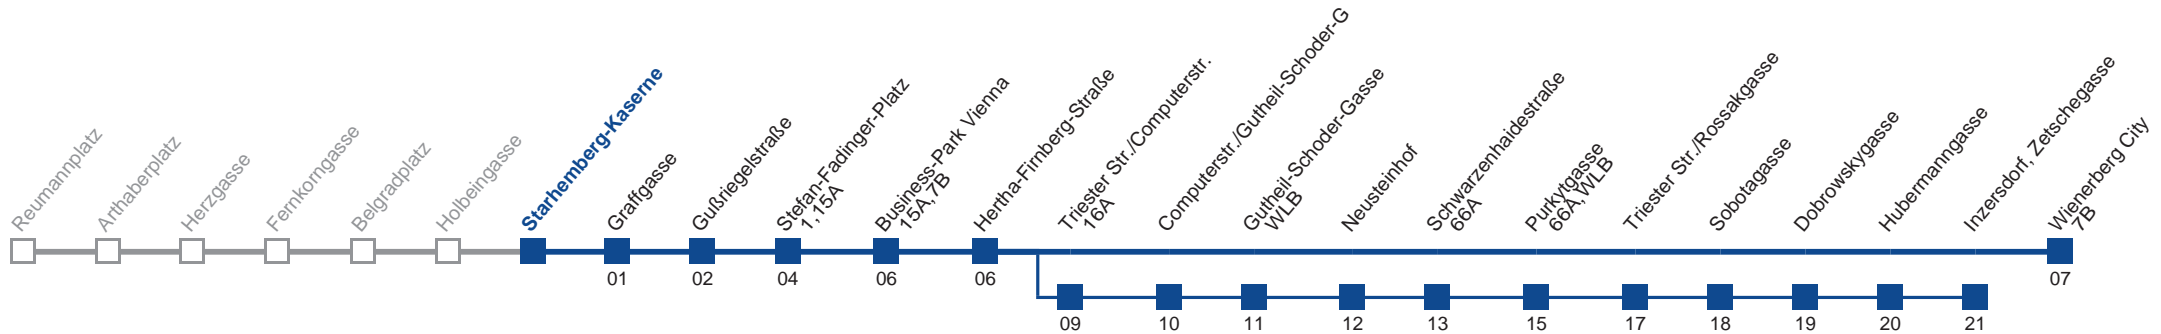 Reumannplatz
Arthaberplatz
Herzgasse
Fernkorngasse
Belgradplatz
Holbeingasse
Starhemberg-Kaserne
Graffgasse
Gußriegelstraße
Stefan-Fadinger-Platz
1,15A
Business-Park Vienna
15A,7B
Hertha-Firnberg-Straße
Triester Str./Computerstr.
16A
Computerstr./Gutheil-Schoder-G
Gutheil-Schoder-Gasse
WLB
Neusteinhof
Schwarzenhaidestraße
66A
Purkytgasse
66A,WLB
Triester Str./Rossakgasse
Sobotagasse
Dobrowskygasse
Hubermanngasse
Inzersdorf, Zetschegasse
Wienerberg City
7B
01 02 04 06 06 07
09 10 11 12 13 15 17 18 19 20 21